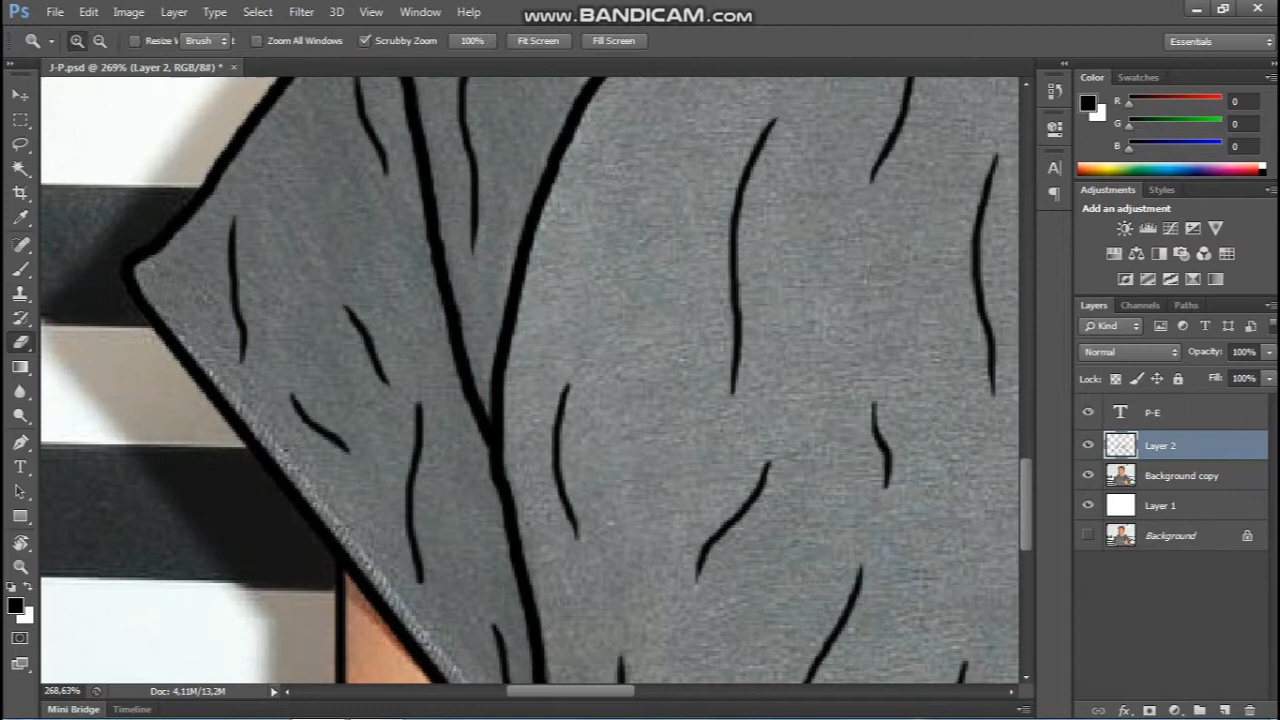 Ps File Edit Image Layer Type Select Filter 3D View Window Help
www.BANDICAM.com
Resize Brush Zoom All Windows Scrubby Zoom 100% Fit Screen Fill Screen Essentials
J-P.psd @ 269% (Layer 2, RGB/8#) * ×
Color Swatches
R 0
G 0
B 0
Adjustments Styles
Add an adjustment
Layers Channels Paths
Kind
Normal Opacity: 100%
Lock: Fill: 100%
T P-E
Layer 2
Background copy
Layer 1
Background
268,63% Doc: 4,11M/13,2M
Mini Bridge Timeline